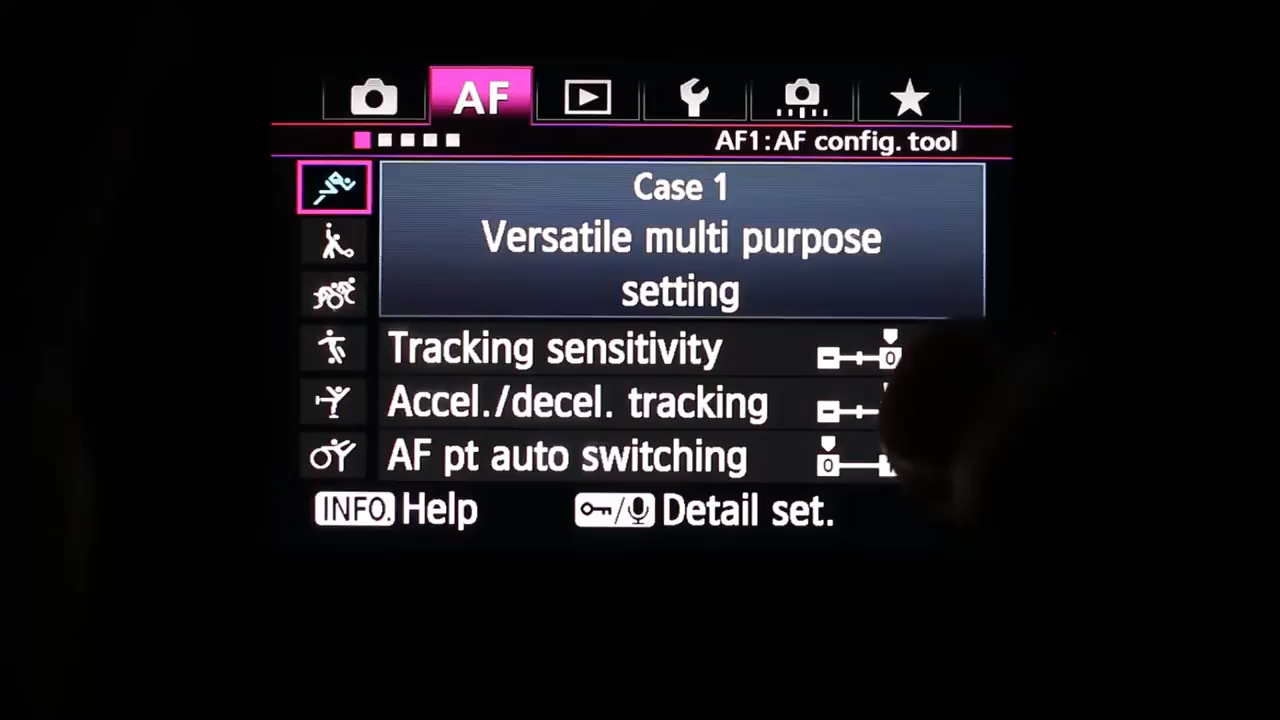 AF
AF1:AF config. tool
Case 1
Versatile multi purpose
setting
Tracking sensitivity
0
Accel./decel. tracking
AF pt auto switching
0
INFO. Help
/ Detail set.